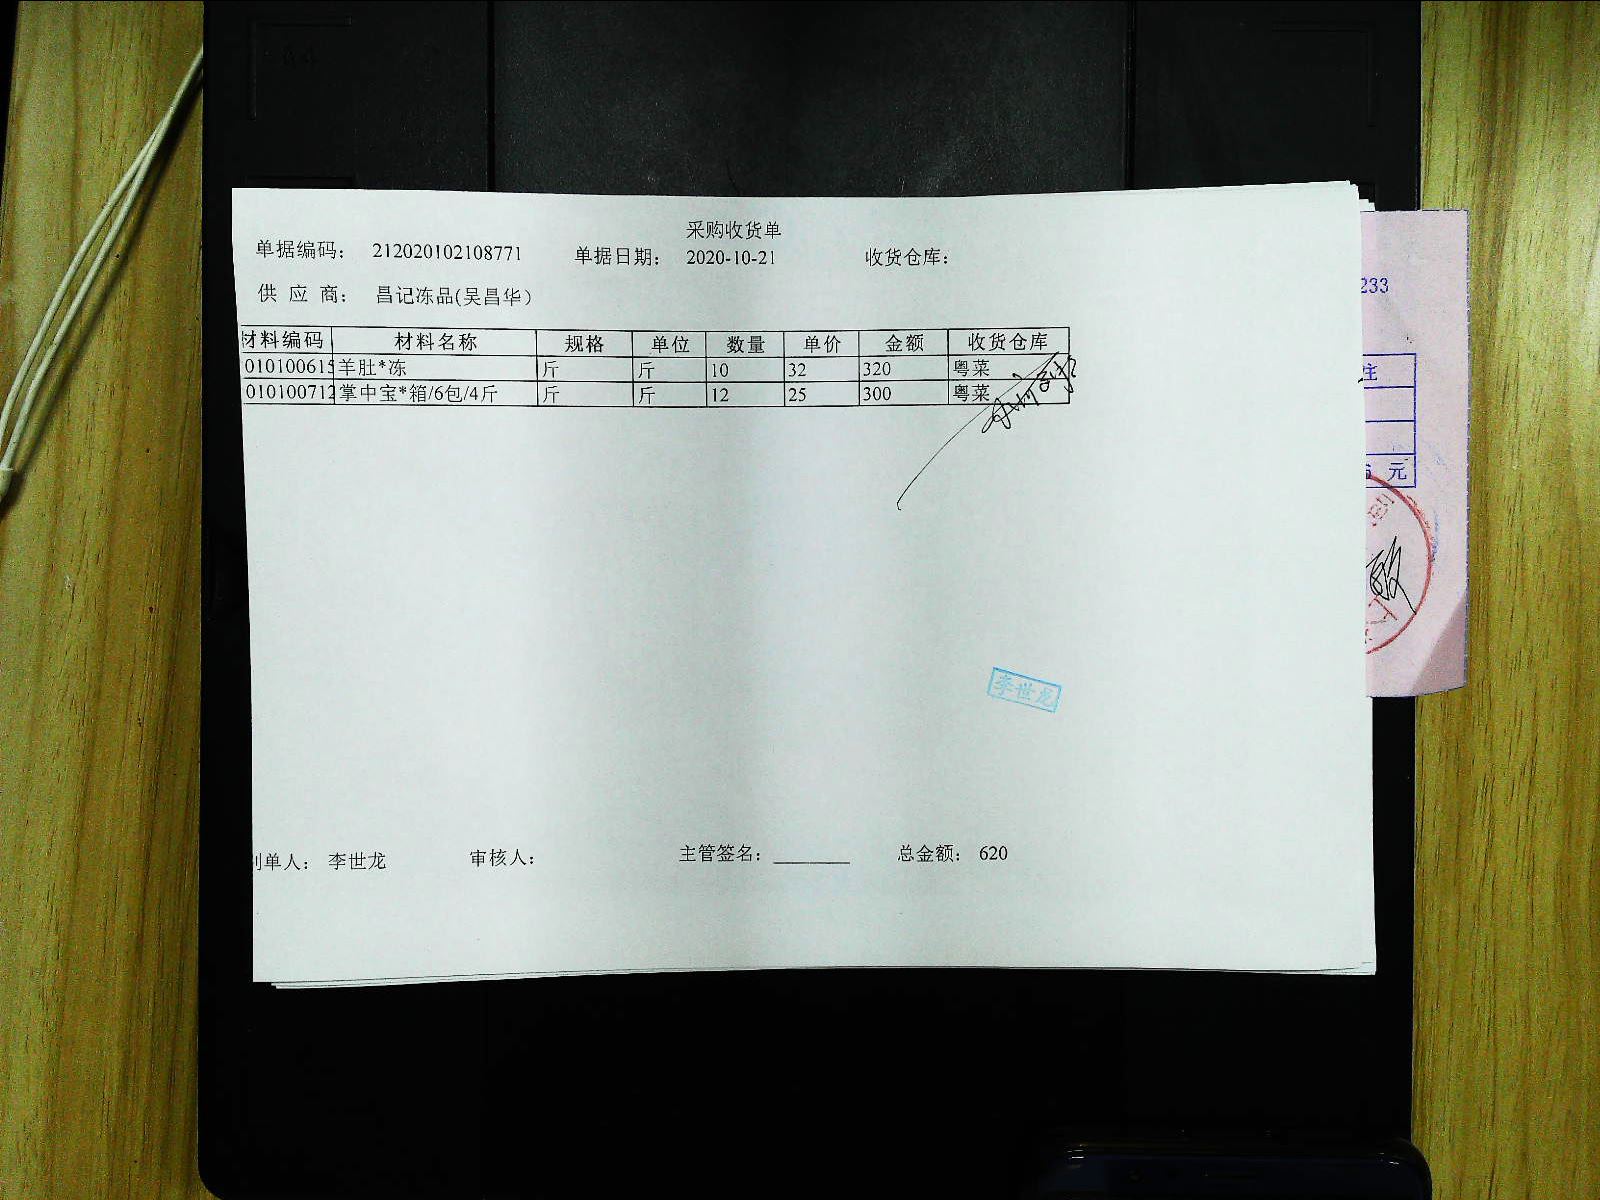 采购收货单
单据编码: 212020102108771 单据日期: 2020-10-21 收货仓库:
供 应 商: 昌记冻品(吴昌华)
材料编码 材料名称 规格 单位 数量 单价 金额 收货仓库
010100615 羊肚*冻 斤 斤 10 32 320 粤菜
010100712 掌中宝*箱/6包/4斤 斤 斤 12 25 300 粤菜
李世龙
制单人: 李世龙 审核人: 主管签名: 总金额: 620
233
注
元